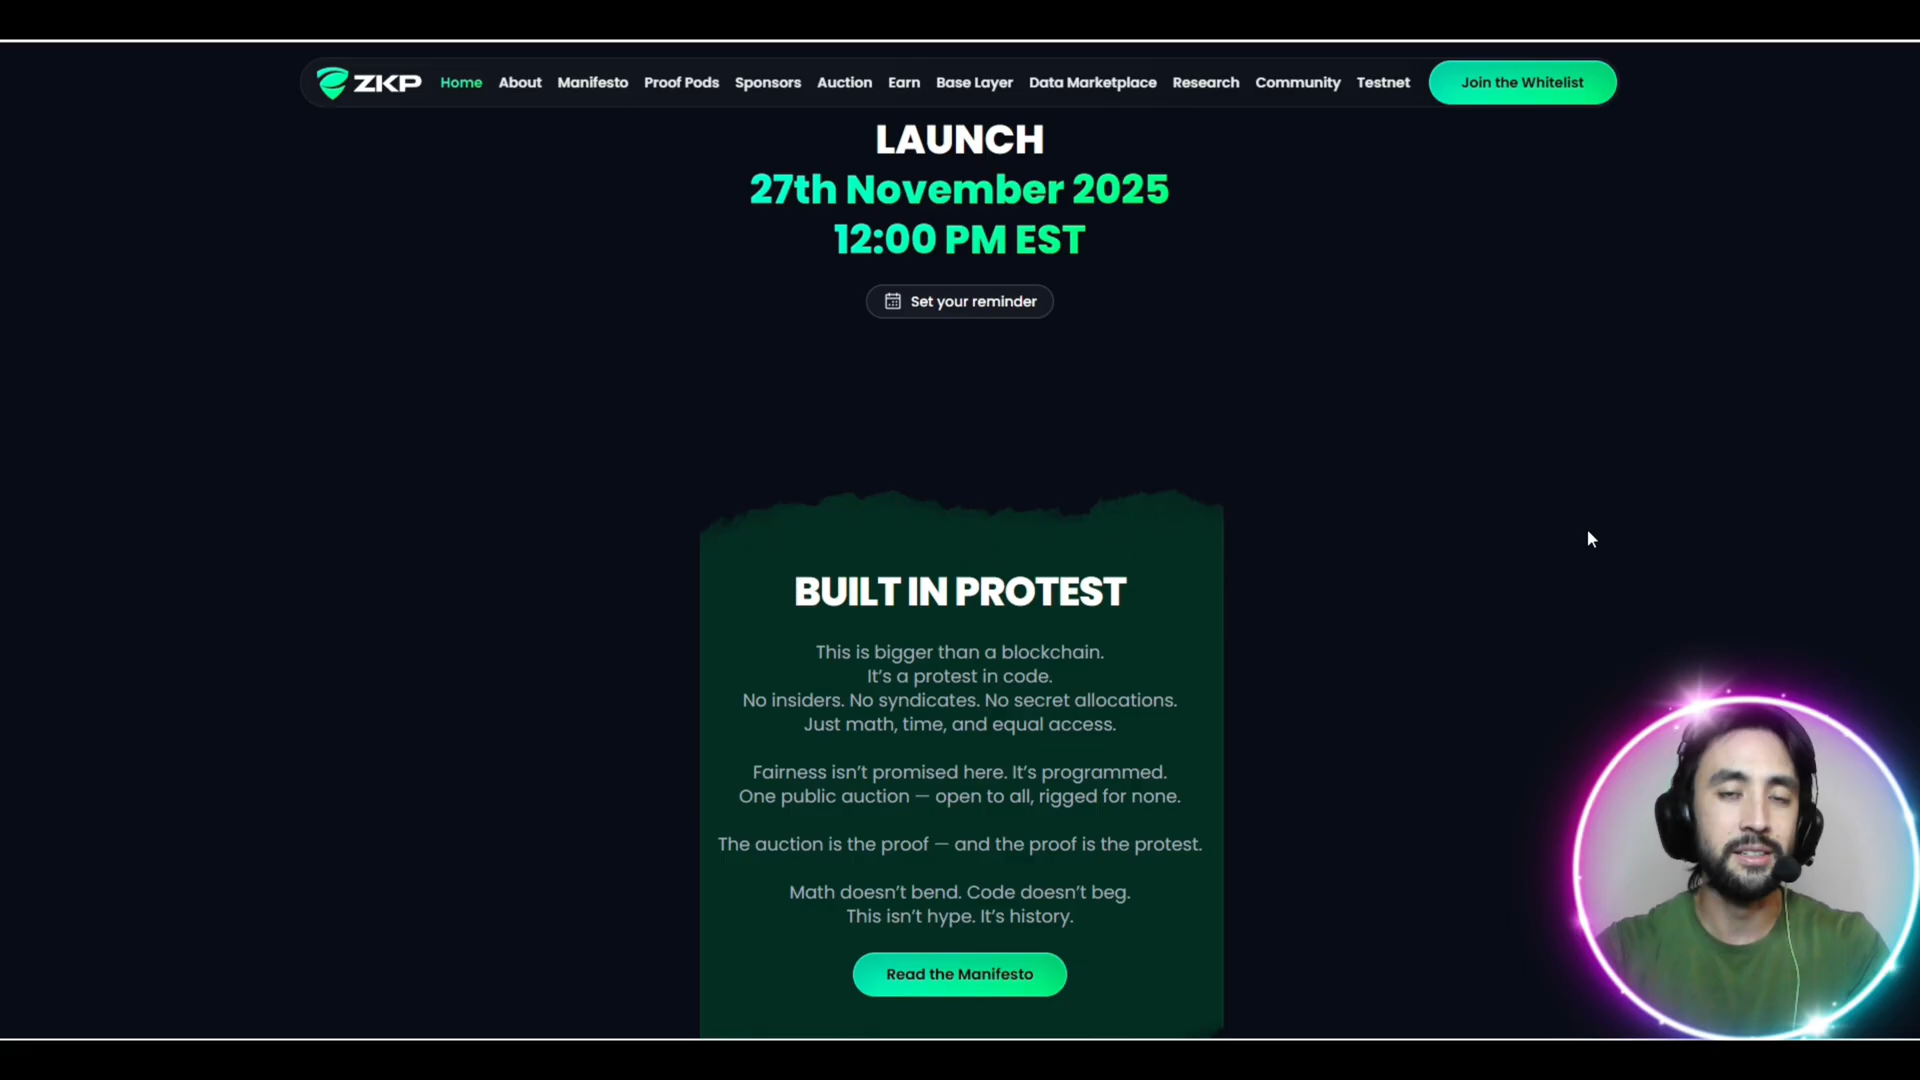 ZKP Home About Manifesto Proof Pods Sponsors Auction Earn Base Layer Data Marketplace Research Community Testnet Join the Whitelist
LAUNCH
27th November 2025
12:00 PM EST
Set your reminder
BUILT IN PROTEST
This is bigger than a blockchain.
It’s a protest in code.
No insiders. No syndicates. No secret allocations.
Just math, time, and equal access.
Fairness isn’t promised here. It’s programmed.
One public auction — open to all, rigged for none.
The auction is the proof — and the proof is the protest.
Math doesn’t bend. Code doesn’t beg.
This isn’t hype. It’s history.
Read the Manifesto